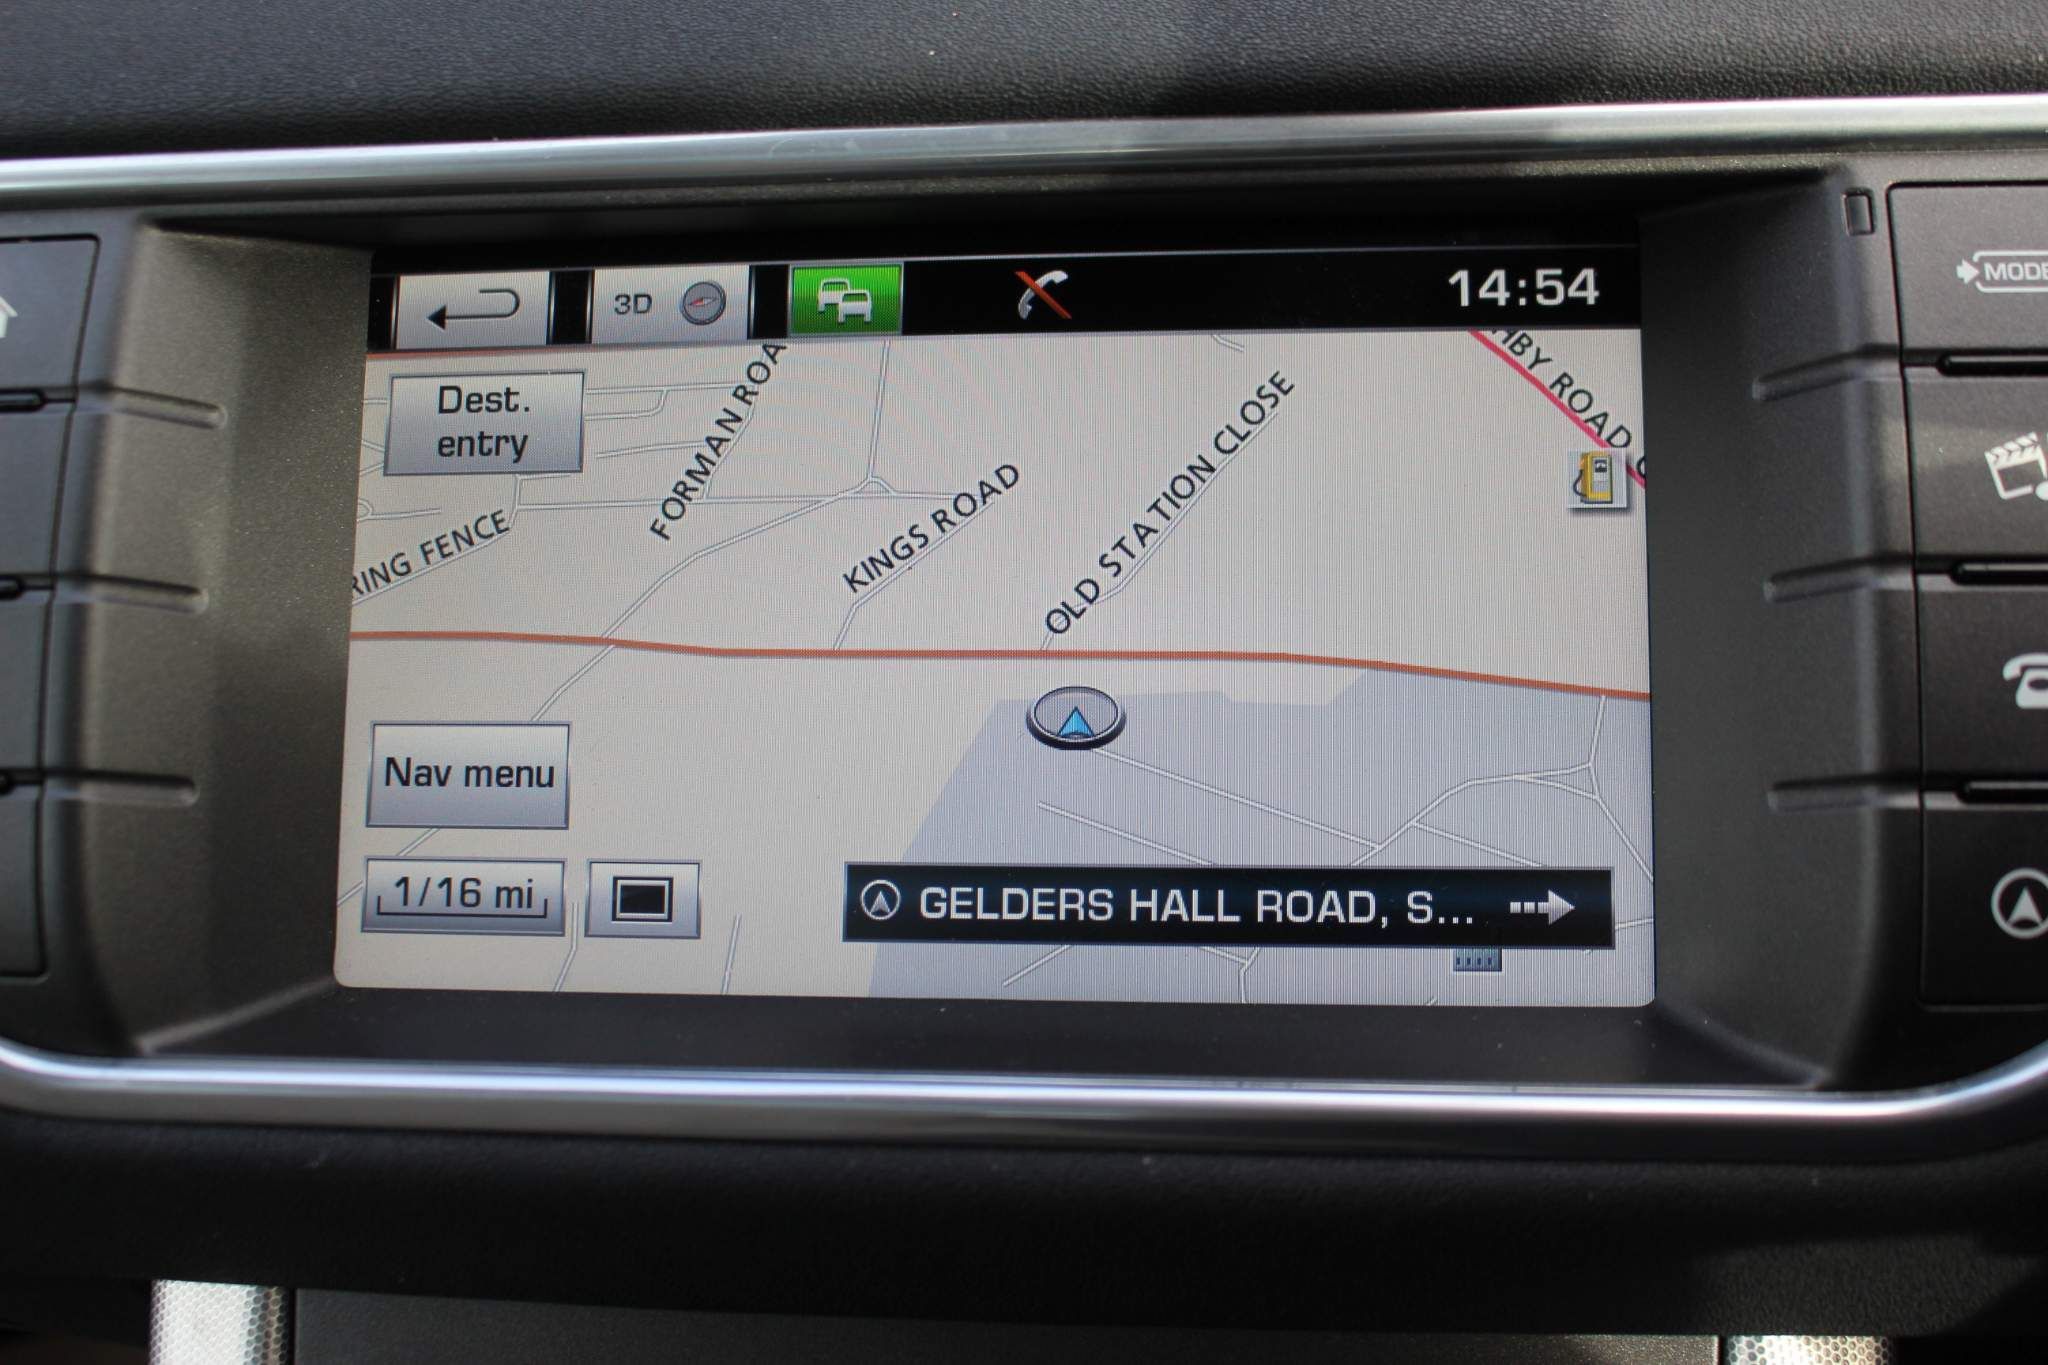 MODE
3D
14:54
Dest.
entry
FORMAN ROA
HBY ROAD
OLD STATION CLOSE
KINGS ROAD
RING FENCE
Nav menu
1/16 mi
GELDERS HALL ROAD, S...